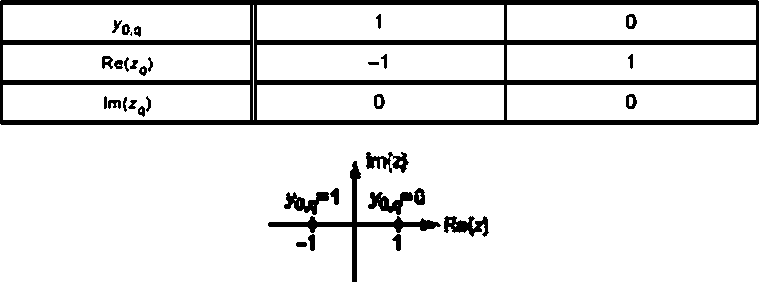 y0,q 1 0
Re(zq) −1 1
Im(zq) 0 0
Im{z}
y0,q=1 y0,q=0
Re{z}
−1 1